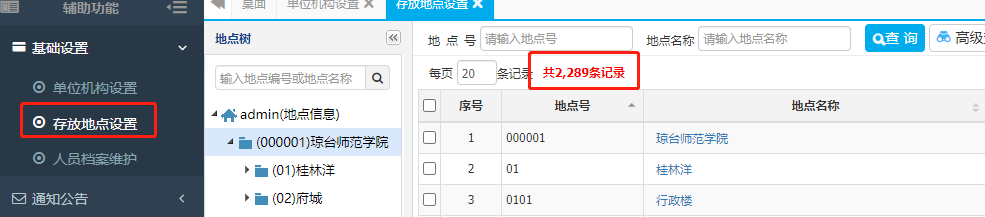 辅助功能
基础设置
单位机构设置
存放地点设置
人员档案维护
通知公告
桌面 单位机构设置 存放地点设置
地点树
请输入地点编号或地点名称
admin(地点信息)
(000001)琼台师范学院
(01)桂林洋
(02)府城
地 点 号 请输入地点号 地点名称 请输入地点名称 查 询 高级
每页 20 条记录 共2,289条记录
序号 地点号 地点名称
1 000001 琼台师范学院
2 01 桂林洋
3 0101 行政楼